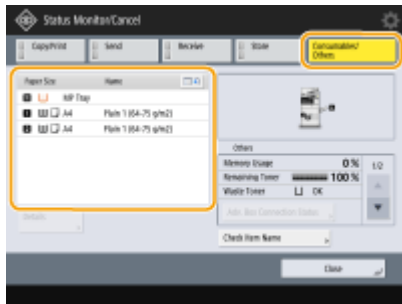 Status Monitor/Cancel
Copy/Print
Send
Receive
Store
Consumables/
Others
Paper Size
Name
MP Tray
A4
Plain 1 (64-75 g/m2)
A4
Plain 1 (64-75 g/m2)
Details
Others
Memory Usage
0%
Remaining Toner
100%
Waste Toner
OK
1/2
Check Item Name
Close